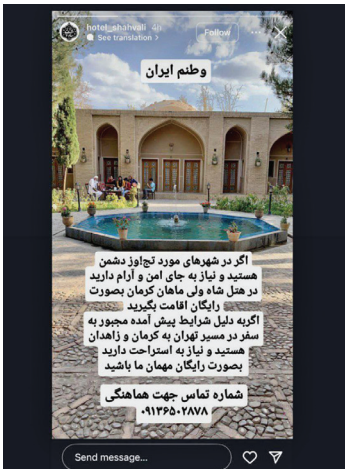 hotel_shahvali 4h
See translation >
Follow
وطنم ایران
اگر در شهرهای مورد تج/وز دشمن
هستید و نیاز به جای امن و آرام دارید
در هتل شاه ولی ماهان کرمان بصورت
رایگان اقامت بگیرید
اگربه دلیل شرایط پیش آمده مجبور به
سفر در مسیر تهران به کرمان و زاهدان
هستید و نیاز به استراحت دارید
بصورت رایگان مهمان ما باشید
شماره تماس جهت هماهنگی
۰۹۱۳۶۵۰۲۸۷۸
Send message...